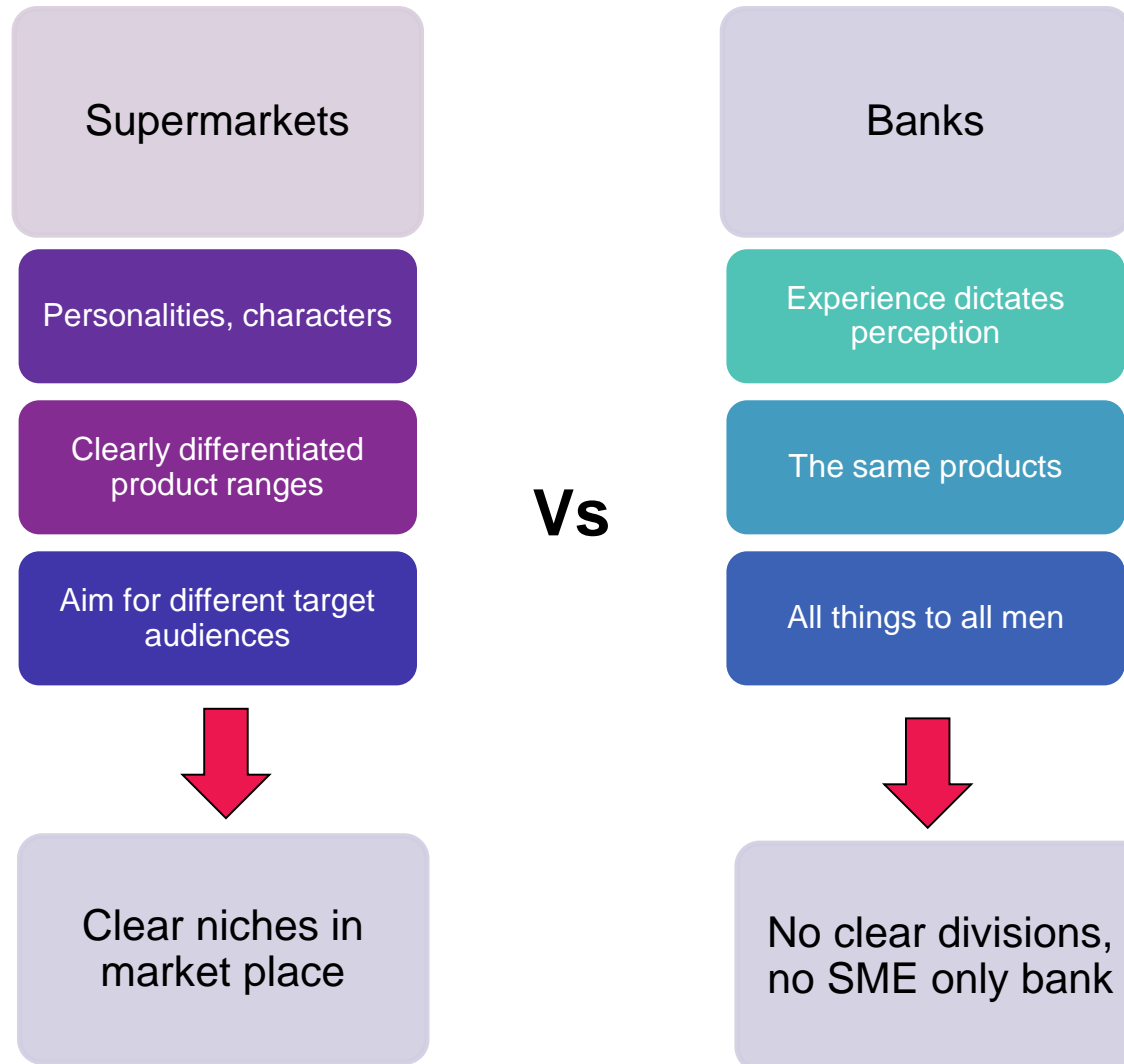 Supermarkets
Personalities, characters
Clearly differentiated
product ranges
Aim for different target
audiences
Clear niches in
market place
Vs
Banks
Experience dictates
perception
The same products
All things to all men
No clear divisions,
no SME only bank